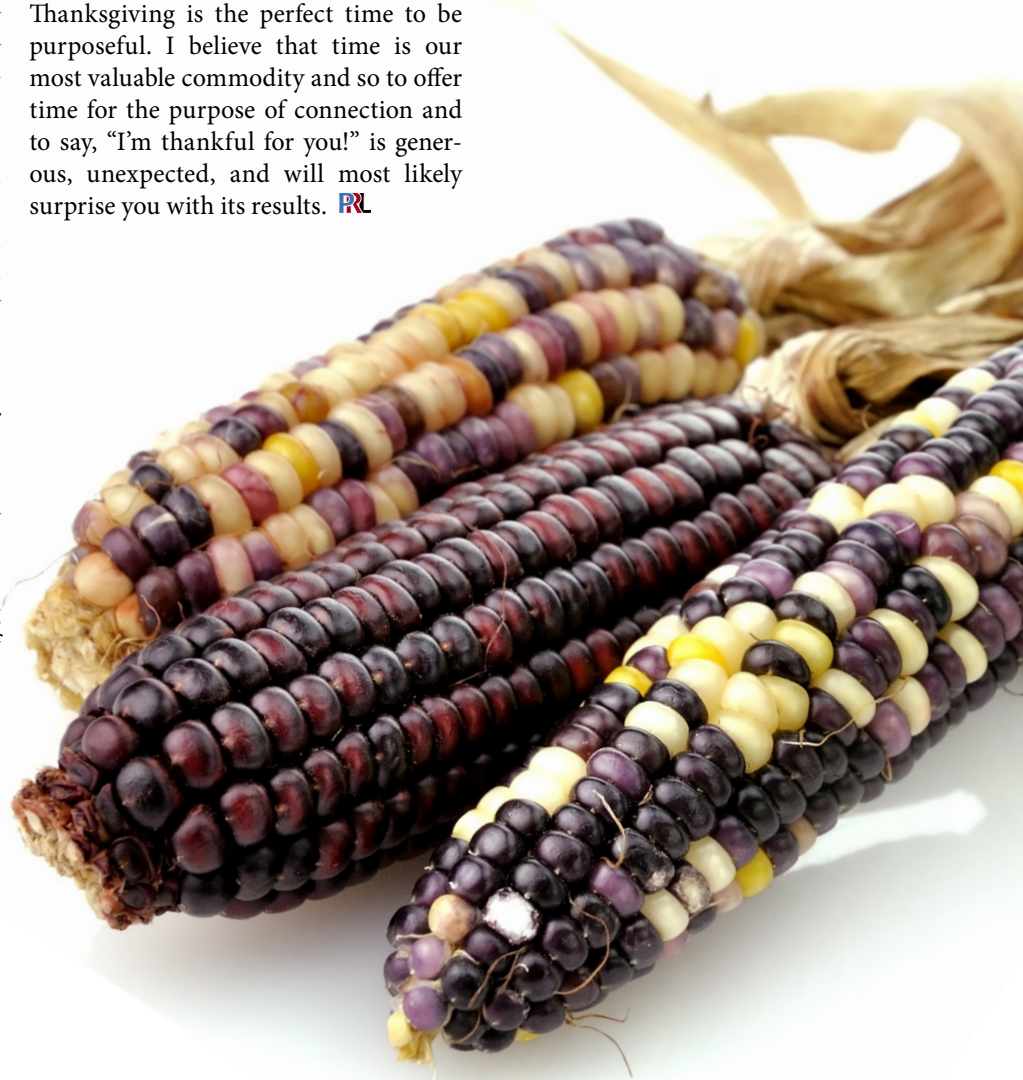 Thanksgiving is the perfect time to be
purposeful. I believe that time is our
most valuable commodity and so to offer
time for the purpose of connection and
to say, “I’m thankful for you!” is gener-
ous, unexpected, and will most likely
surprise you with its results. PRL